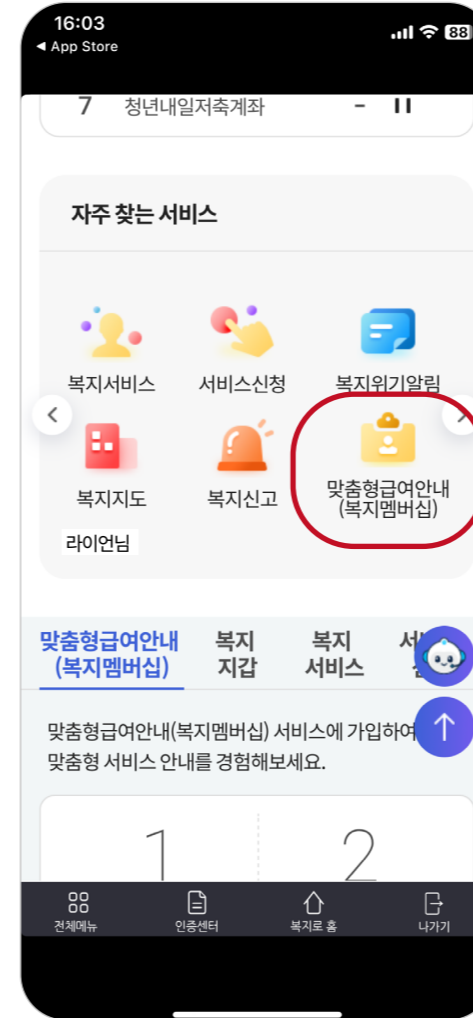 16:03
88
◀ App Store
7 청년내일저축계좌 -
자주 찾는 서비스
복지서비스 서비스신청 복지위기알림
복지지도 복지신고 맞춤형급여안내
(복지멤버십)
라이언님
맞춤형급여안내 복지 복지
(복지멤버십) 지갑 서비스
맞춤형급여안내(복지멤버십) 서비스에 가입하여
맞춤형 서비스 안내를 경험해보세요.
1 2
전체메뉴 인증센터 복지로 홈 나가기